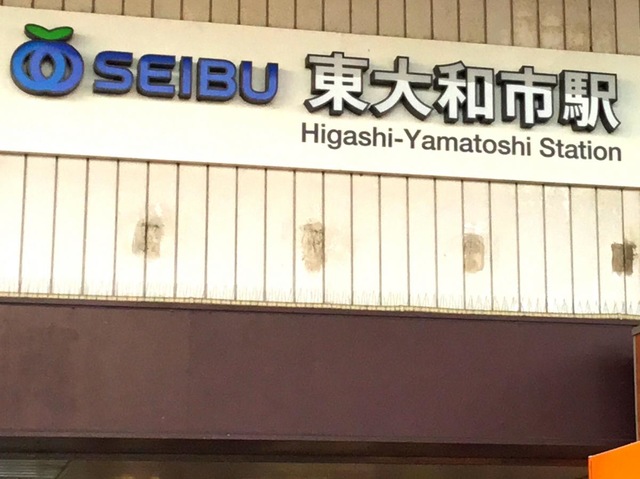 SEIBU 東大和市駅
Higashi-Yamatoshi Station